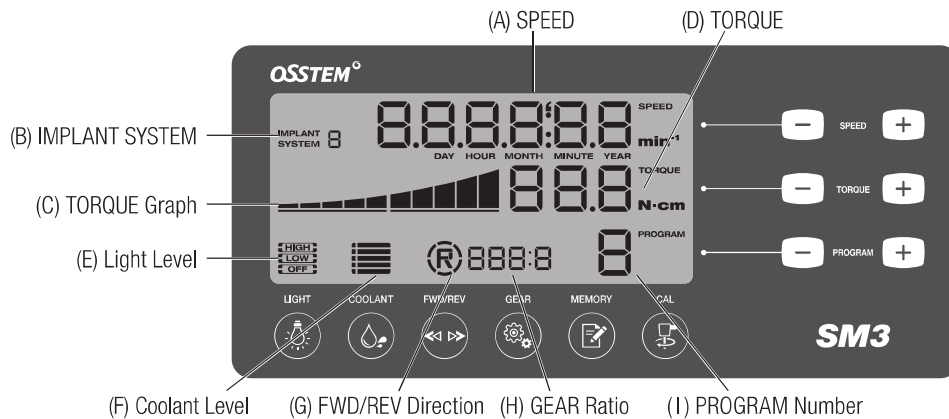 (A) SPEED
(D) TORQUE
OSSTEM
(B) IMPLANT SYSTEM
IMPLANT
SYSTEM 8
8.8.8.8:8.8
SPEED
min-1
DAY HOUR MONTH MINUTE YEAR
− SPEED +
(C) TORQUE Graph
88.8
TORQUE
N·cm
− TORQUE +
(E) Light Level
HIGH
LOW
OFF
R 888:8
8
PROGRAM
− PROGRAM +
LIGHT COOLANT FWD/REV GEAR MEMORY CAL
SM3
(F) Coolant Level (G) FWD/REV Direction (H) GEAR Ratio (I) PROGRAM Number